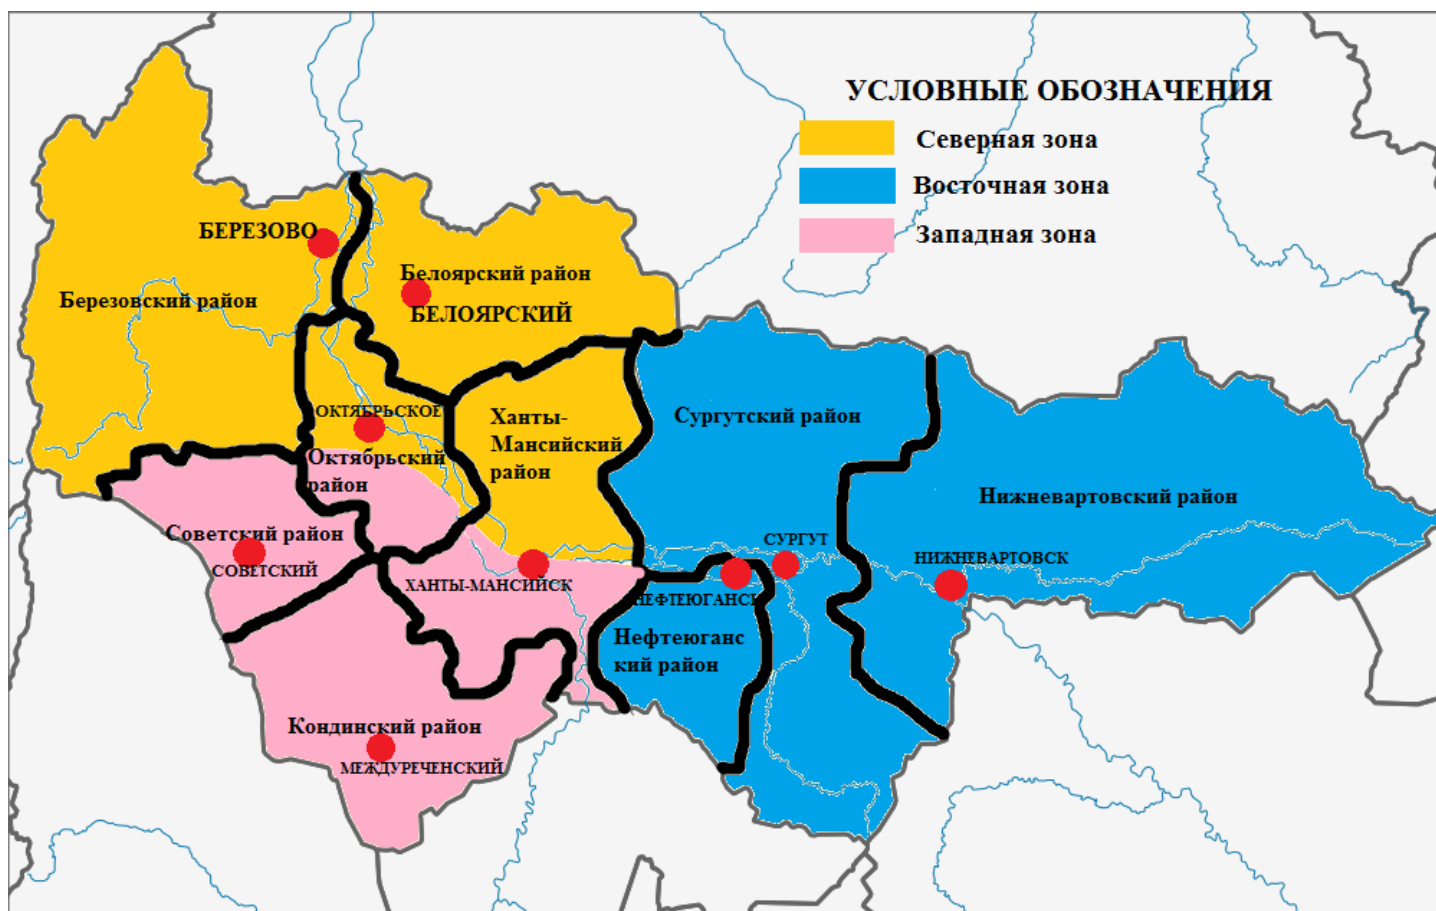 УСЛОВНЫЕ ОБОЗНАЧЕНИЯ
Северная зона
Восточная зона
Западная зона
БЕРЕЗОВО
Березовский район
Белоярский район
БЕЛОЯРСКИЙ
ОКТЯБРЬСКОЕ
Октябрьский
район
Ханты-
Мансийский
район
Сургутский район
Нижневартовский район
Советский район
СОВЕТСКИЙ
ХАНТЫ-МАНСИЙСК
СУРГУТ
НИЖНЕВАРТОВСК
НЕФТЕЮГАНСК
Нефтеюганс
кий район
Кондинский район
МЕЖДУРЕЧЕНСКИЙ